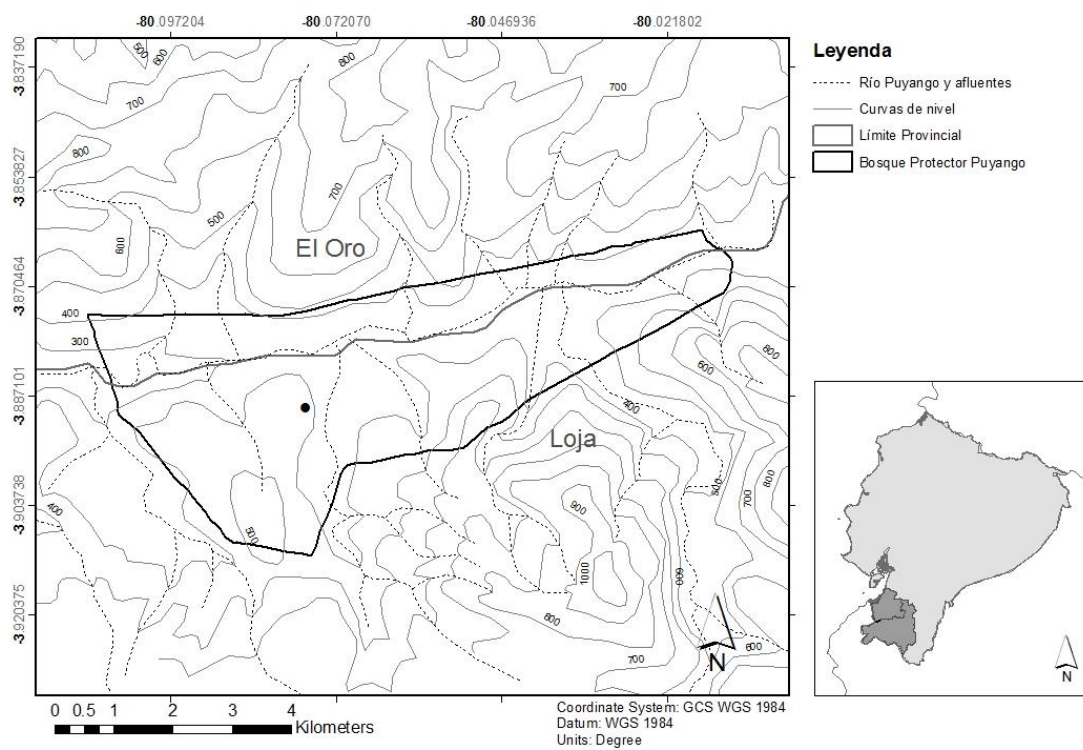 -80.097204
-80.072070
-80.046936
-80.021802
-3.837190
-3.853827
-3.870464
-3.887101
-3.903738
-3.920375
500
600
800
700
700
800
700
500
600
El Oro
400
300
800
600
400
Loja
500
700
800
900
400
500
1000
600
800
700
600
N
Leyenda
Río Puyango y afluentes
Curvas de nivel
Límite Provincial
Bosque Protector Puyango
N
0 0.5 1 2 3 4
Kilometers
Coordinate System: GCS WGS 1984
Datum: WGS 1984
Units: Degree